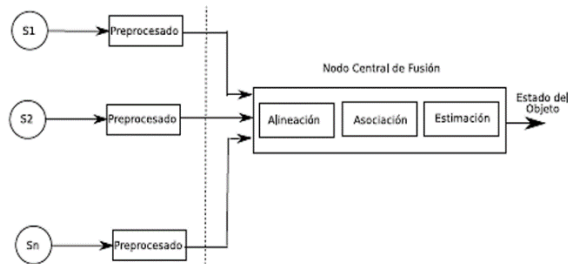 S1
Preprocesado
Nodo Central de Fusión
S2
Preprocesado
Alineación
Asociación
Estimación
Estado del
Objeto
Sn
Preprocesado